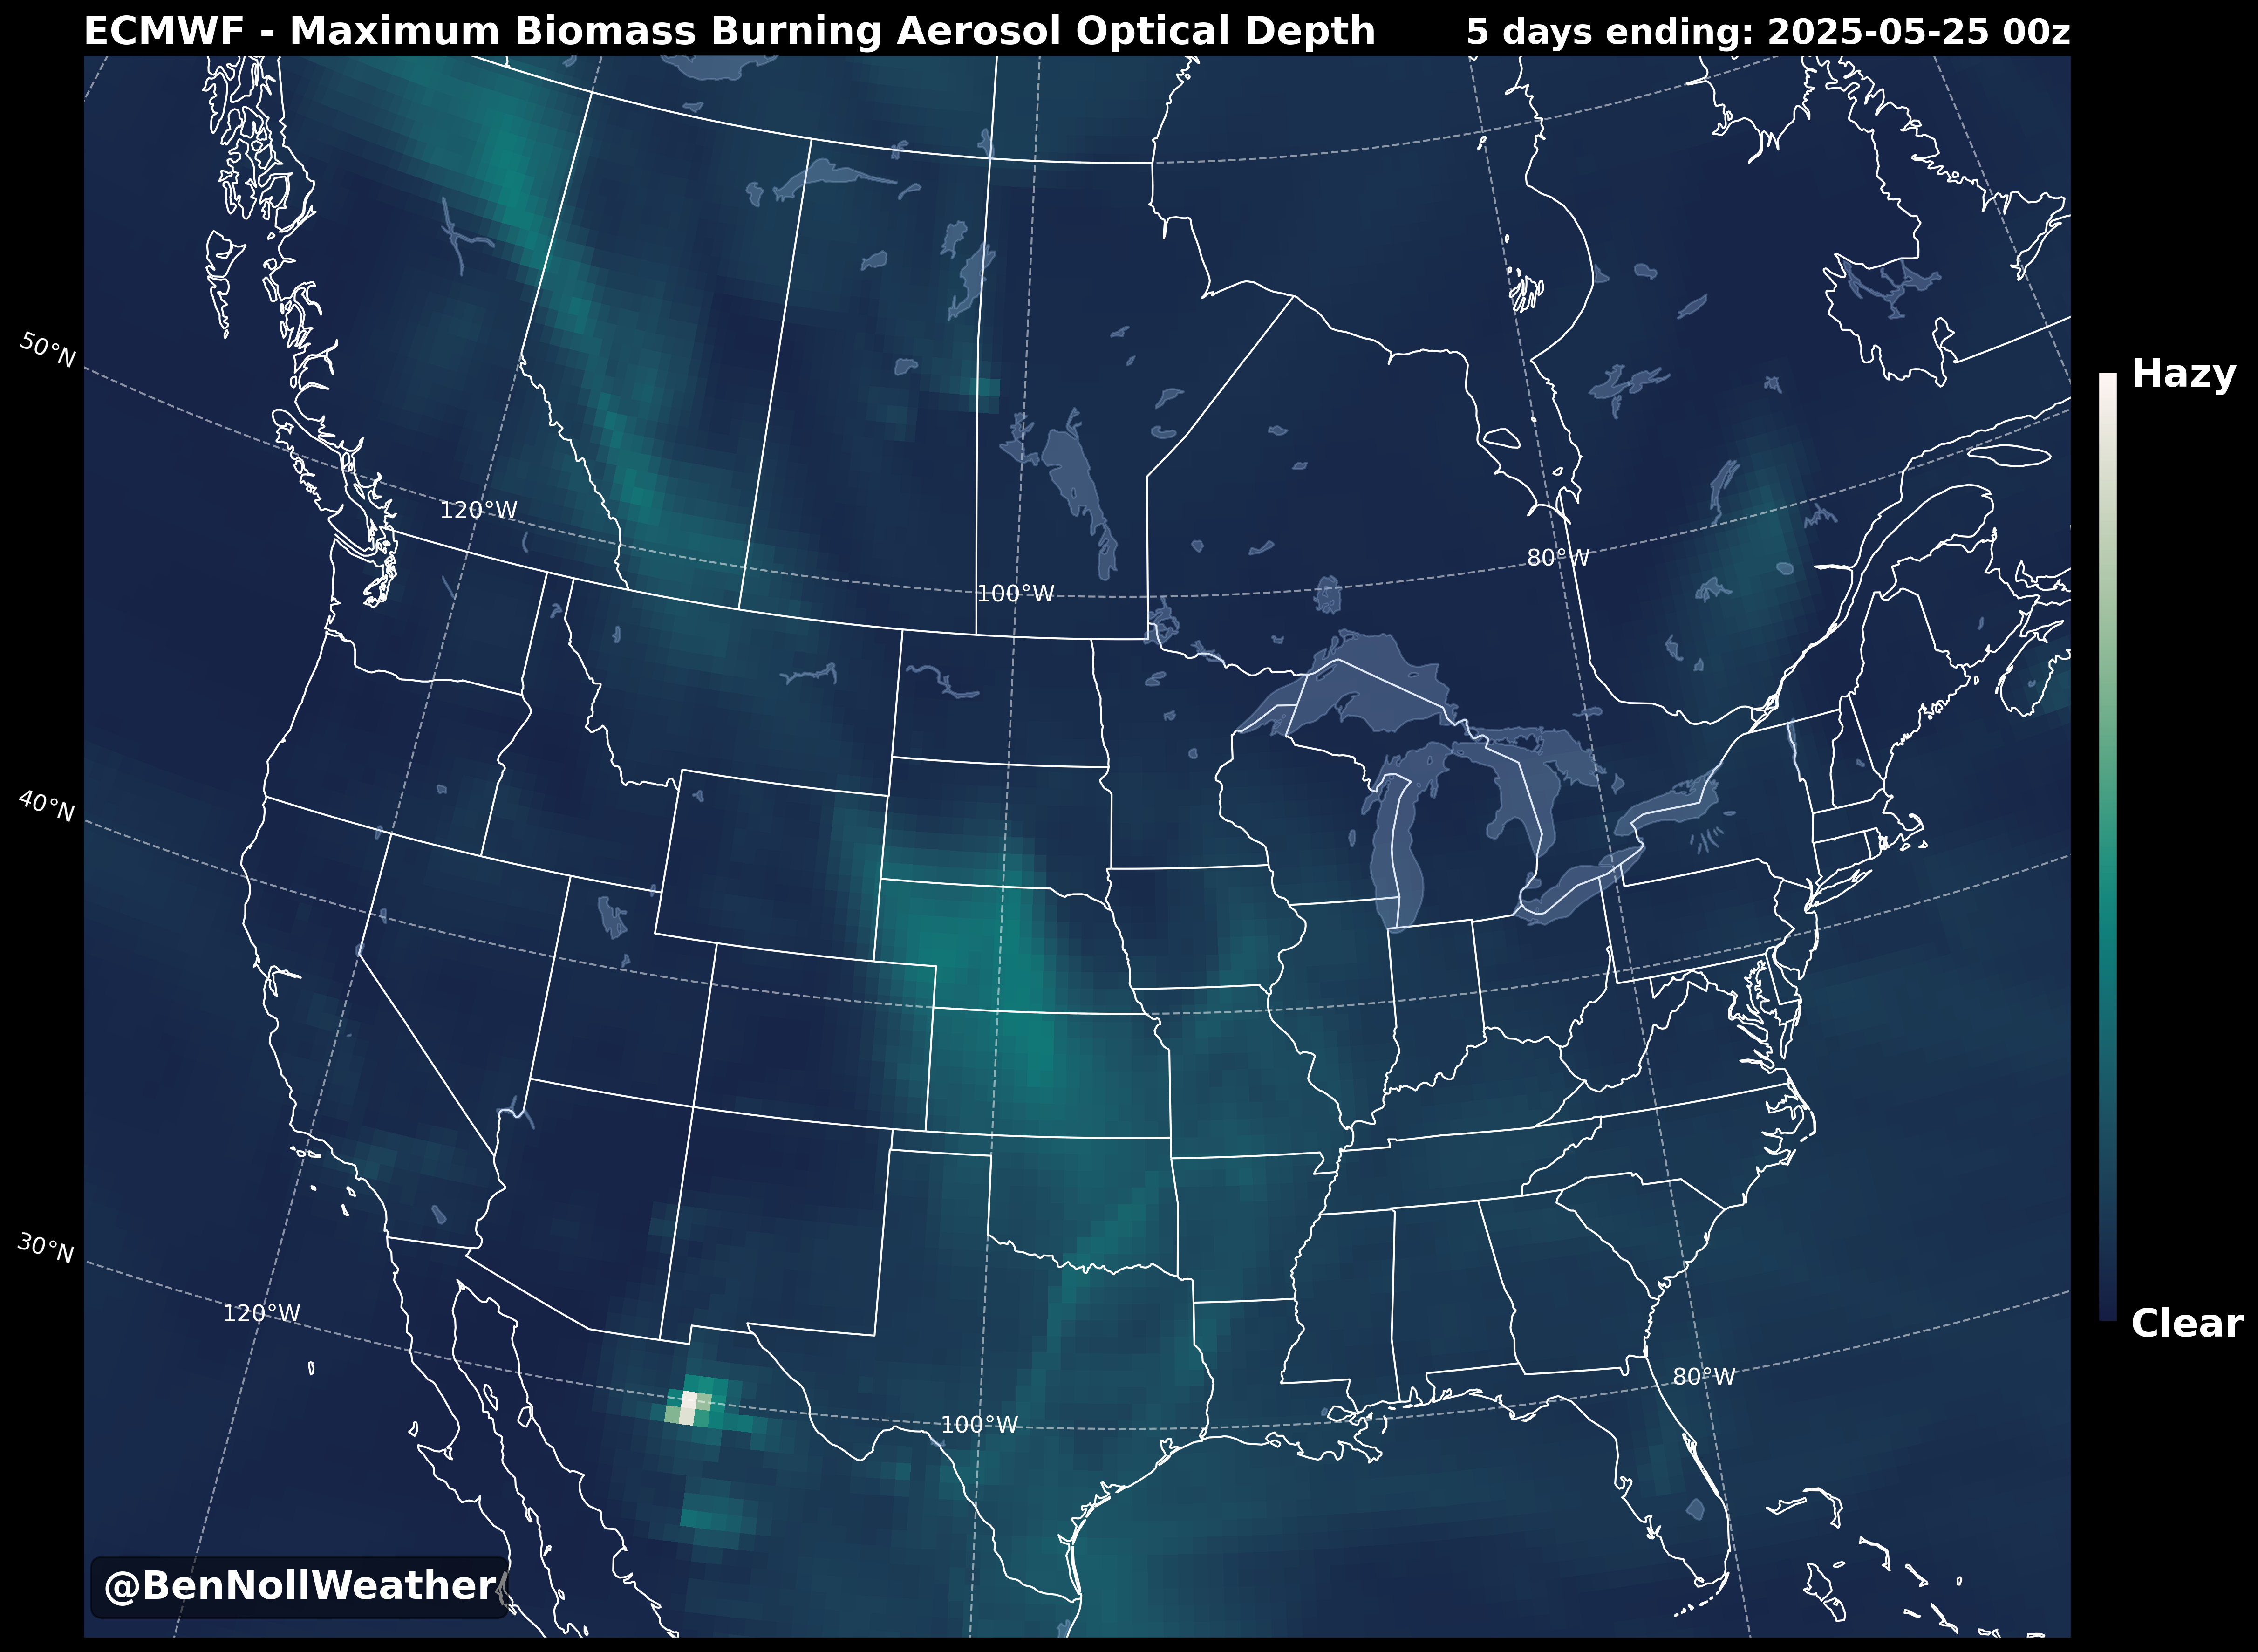 ECMWF - Maximum Biomass Burning Aerosol Optical Depth
5 days ending: 2025-05-25 00z
50°N
Hazy
120°W
80°W
100°W
40°N
30°N
120°W
Clear
80°W
100°W
@BenNollWeather